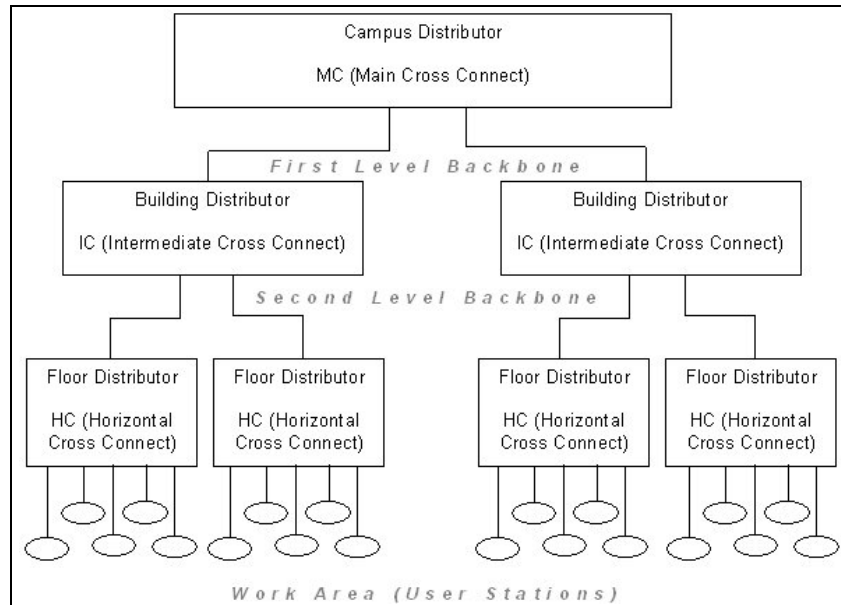 Campus Distributor
MC (Main Cross Connect)
First Level Backbone
Building Distributor
IC (Intermediate Cross Connect)
Building Distributor
IC (Intermediate Cross Connect)
Second Level Backbone
Floor Distributor
HC (Horizontal
Cross Connect)
Floor Distributor
HC (Horizontal
Cross Connect)
Floor Distributor
HC (Horizontal
Cross Connect)
Floor Distributor
HC (Horizontal
Cross Connect)
Work Area (User Stations)